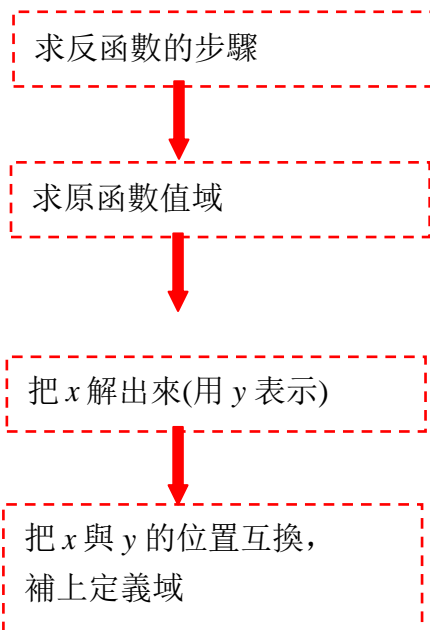 求反函數的步驟
求原函數值域
把 x 解出來(用 y 表示)
把 x 與 y 的位置互換，
補上定義域